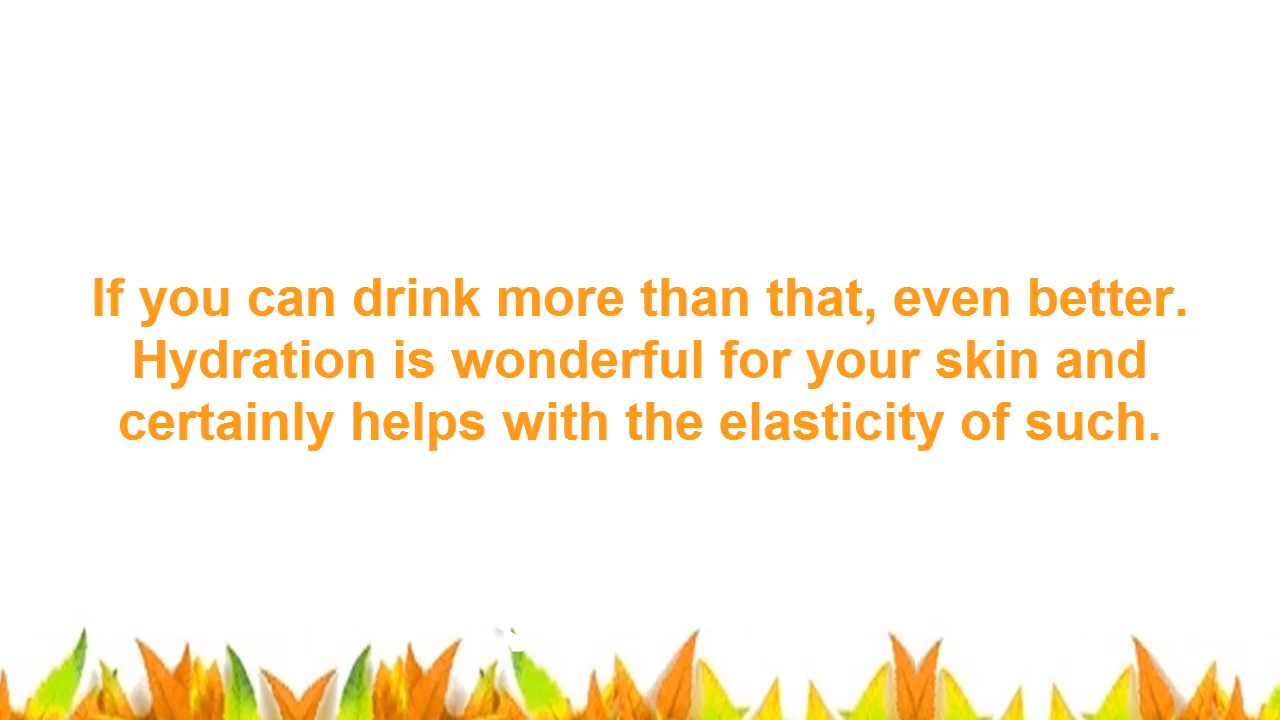 If you can drink more than that, even better.
Hydration is wonderful for your skin and
certainly helps with the elasticity of such.